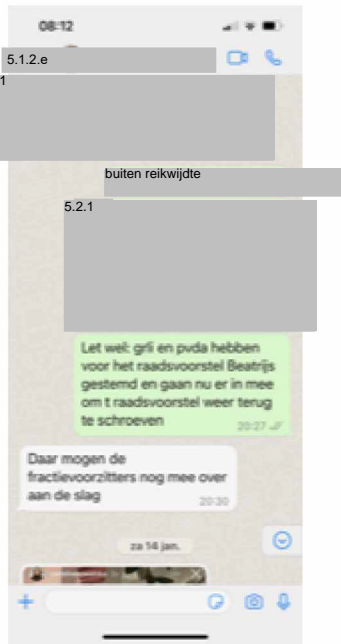 08:12
5.1.2.e
1
buiten reikwijdte
5.2.1
Let wel: grli en pvda hebben
voor het raadsvoorstel Beatrijs
gestemd en gaan nu er in mee
om t raadsvoorstel weer terug
te schroeven
20:27
Daar mogen de
fractievoorzitters nog mee over
aan de slag
20:30
za 14 jan.